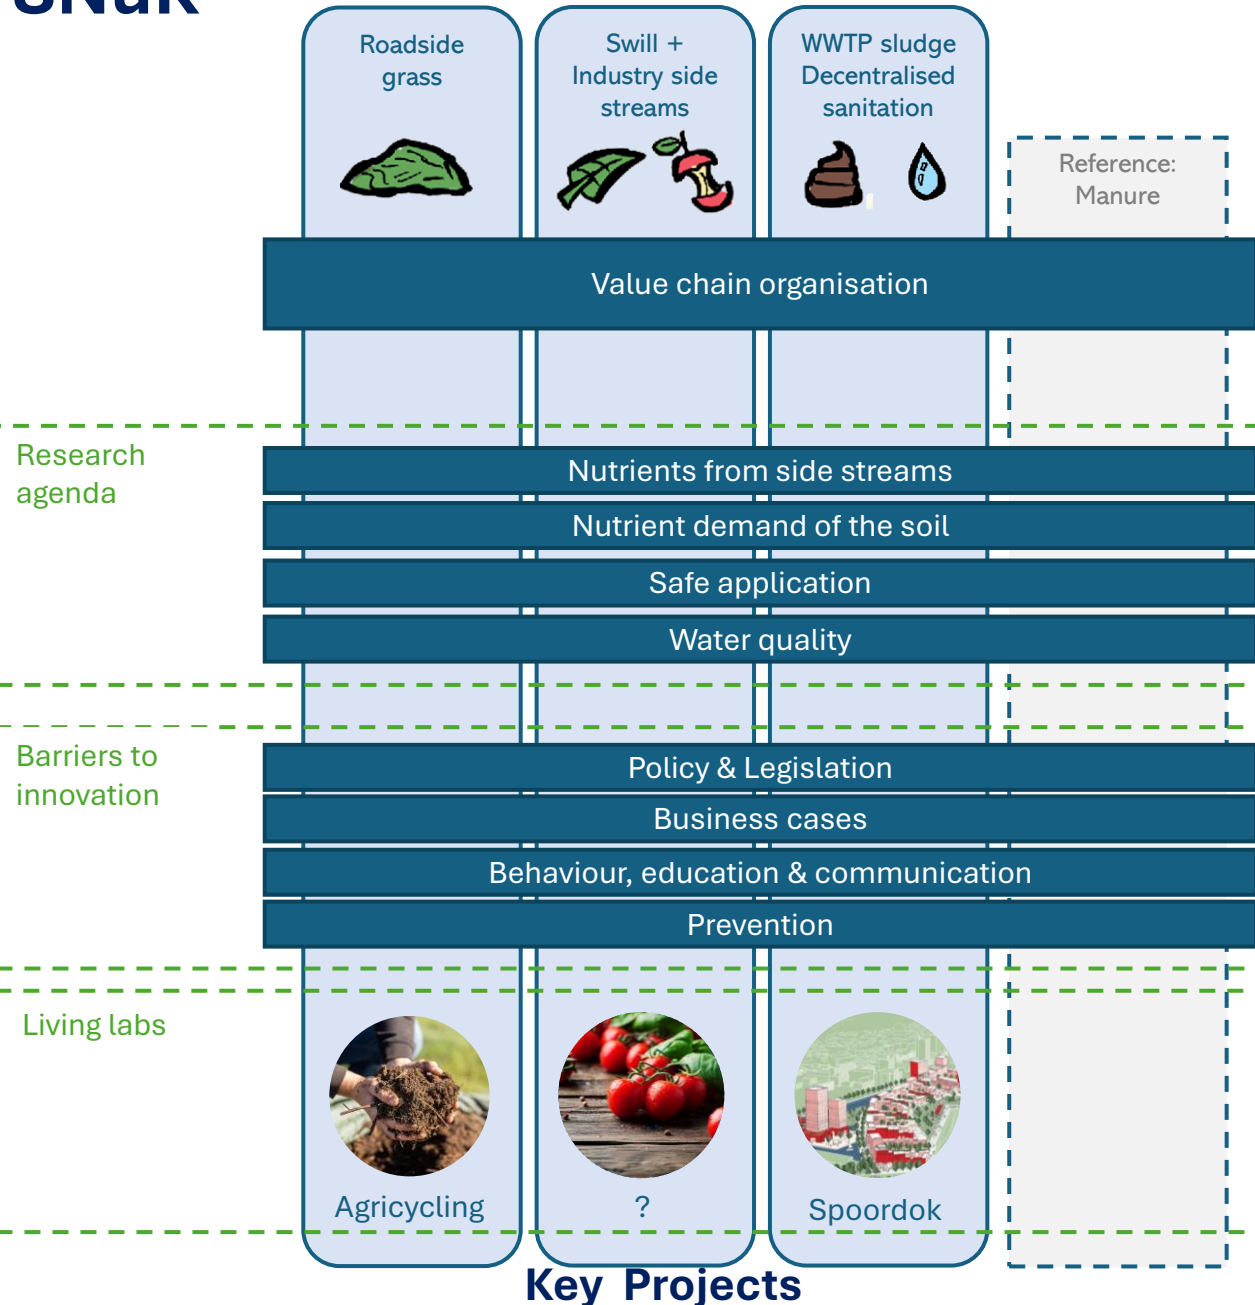 Roadside
grass
Swill +
Industry side
streams
WWTP sludge
Decentralised
sanitation
Reference:
Manure
Value chain organisation
Research
agenda
Nutrients from side streams
Nutrient demand of the soil
Safe application
Water quality
Barriers to
innovation
Policy & Legislation
Business cases
Behaviour, education & communication
Prevention
Living labs
Agricycling
?
Spoordok
Key Projects